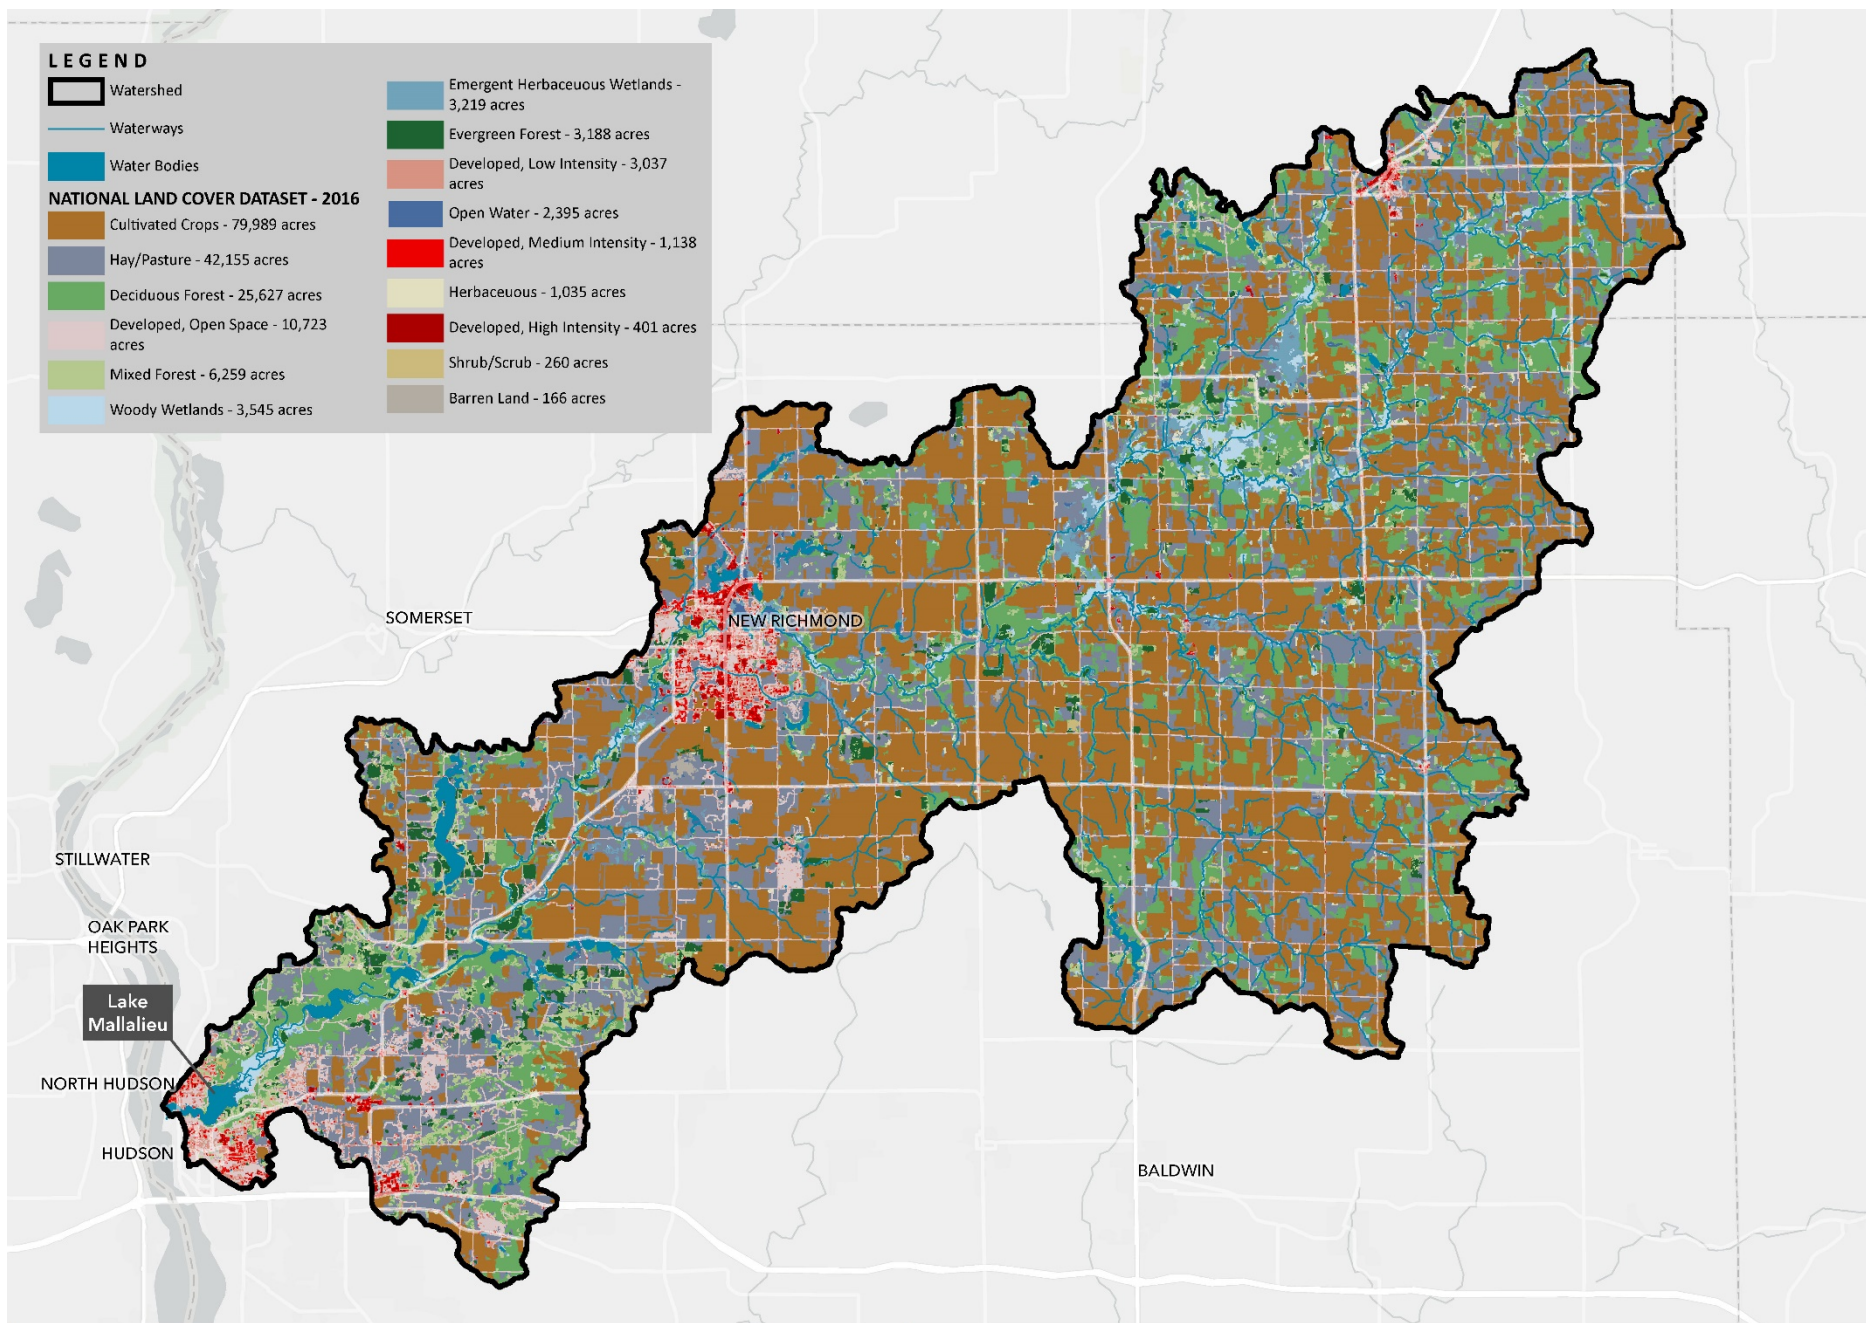 LEGEND
Watershed
Waterways
Water Bodies
NATIONAL LAND COVER DATASET - 2016
Cultivated Crops - 79,989 acres
Hay/Pasture - 42,155 acres
Deciduous Forest - 25,627 acres
Developed, Open Space - 10,723
acres
Mixed Forest - 6,259 acres
Woody Wetlands - 3,545 acres
Emergent Herbaceuous Wetlands -
3,219 acres
Evergreen Forest - 3,188 acres
Developed, Low Intensity - 3,037
acres
Open Water - 2,395 acres
Developed, Medium Intensity - 1,138
acres
Herbaceuous - 1,035 acres
Developed, High Intensity - 401 acres
Shrub/Scrub - 260 acres
Barren Land - 166 acres
SOMERSET
NEW RICHMOND
STILLWATER
OAK PARK
HEIGHTS
Lake
Mallalieu
NORTH HUDSON
HUDSON
BALDWIN